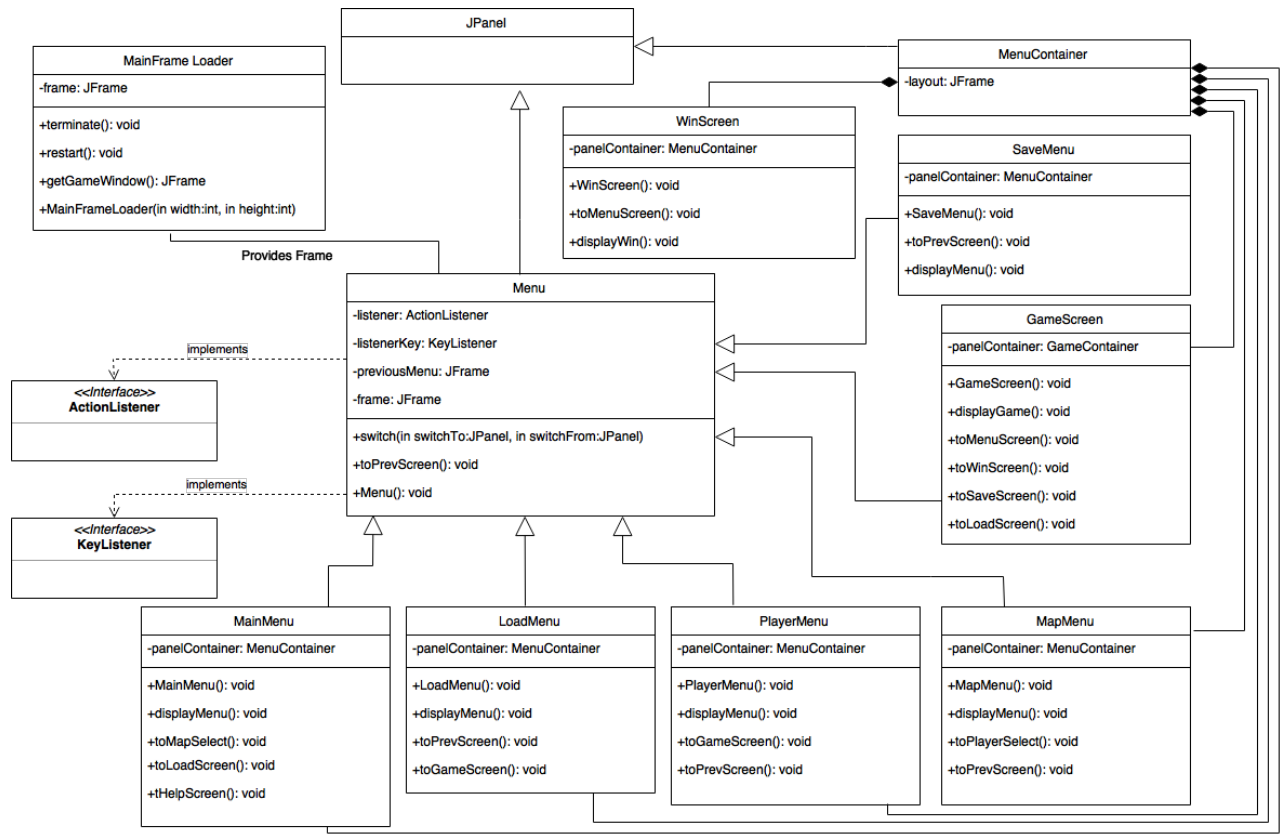 JPanel
MainFrame Loader
-frame: JFrame
+terminate(): void
+restart(): void
+getGameWindow(): JFrame
+MainFrameLoader(in width:int, in height:int)
MenuContainer
-layout: JFrame
WinScreen
-panelContainer: MenuContainer
+WinScreen(): void
+toMenuScreen(): void
+displayWin(): void
SaveMenu
-panelContainer: MenuContainer
+SaveMenu(): void
+toPrevScreen(): void
+displayMenu(): void
Provides Frame
Menu
-listener: ActionListener
-listenerKey: KeyListener
-previousMenu: JFrame
-frame: JFrame
+switch(in switchTo:JPanel, in switchFrom:JPanel)
+toPrevScreen(): void
+Menu(): void
GameScreen
-panelContainer: GameContainer
+GameScreen(): void
+displayGame(): void
+toMenuScreen(): void
+toWinScreen(): void
+toSaveScreen(): void
+toLoadScreen(): void
implements
<<Interface>>
ActionListener
implements
<<Interface>>
KeyListener
MainMenu
-panelContainer: MenuContainer
+MainMenu(): void
+displayMenu(): void
+toMapSelect(): void
+toLoadScreen(): void
+tHelpScreen(): void
LoadMenu
-panelContainer: MenuContainer
+LoadMenu(): void
+displayMenu(): void
+toPrevScreen(): void
+toGameScreen(): void
PlayerMenu
-panelContainer: MenuContainer
+PlayerMenu(): void
+displayMenu(): void
+toGameScreen(): void
+toPrevScreen(): void
MapMenu
-panelContainer: MenuContainer
+MapMenu(): void
+displayMenu(): void
+toPlayerSelect(): void
+toPrevScreen(): void